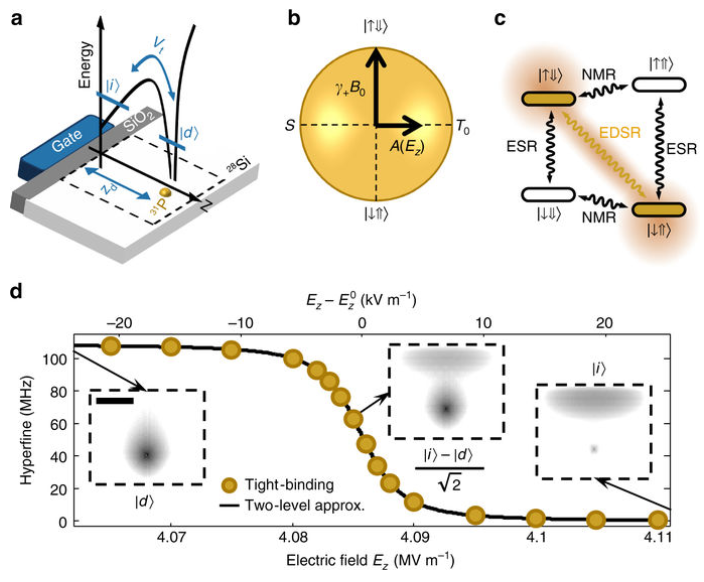 a
Energy
V_t
|i⟩
|d⟩
SiO₂
Gate
²⁸Si
z_d
³¹P
Z
b
|↑⇓⟩
γ₊B₀
S
T₀
A(E_z)
|↓⇑⟩
c
|↑⇑⟩
|↑⇓⟩
NMR
EDSR
ESR
ESR
|↓⇓⟩
NMR
|↓⇑⟩
d
E_z – E_z⁰ (kV m⁻¹)
–20 –10 0 10 20
Hyperfine (MHz)
100
80
60
40
20
0
|i⟩
|i⟩ – |d⟩
√2
|d⟩
Tight-binding
Two-level approx.
4.07 4.08 4.09 4.1 4.11
Electric field E_z (MV m⁻¹)